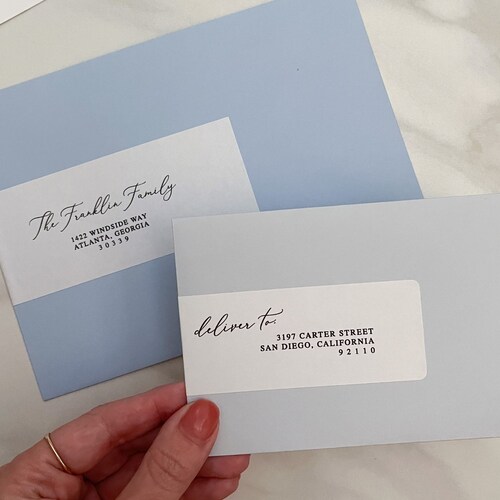 The Franklin Family
1422 WINDSIDE WAY
ATLANTA, GEORGIA
30339
deliver to:
3197 CARTER STREET
SAN DIEGO, CALIFORNIA
92110